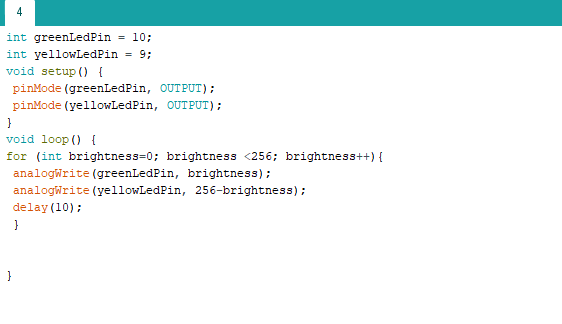 4
int greenLedPin = 10;
int yellowLedPin = 9;
void setup() {
pinMode(greenLedPin, OUTPUT);
pinMode(yellowLedPin, OUTPUT);
}
void loop() {
for (int brightness=0; brightness <256; brightness++){
analogWrite(greenLedPin, brightness);
analogWrite(yellowLedPin, 256-brightness);
delay(10);
}
}